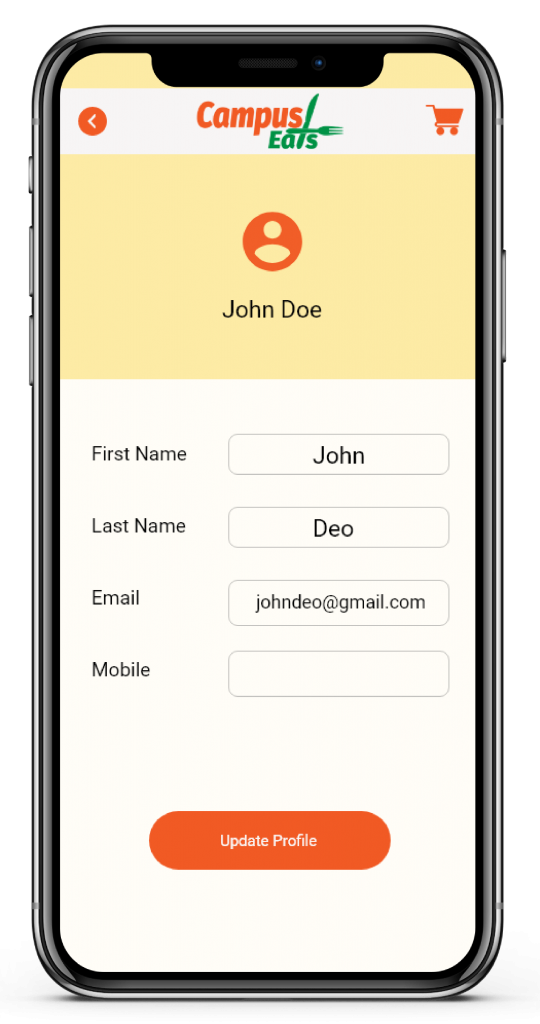 Campus
Eats
John Doe
First Name
John
Last Name
Deo
Email
johndeo@gmail.com
Mobile
Update Profile